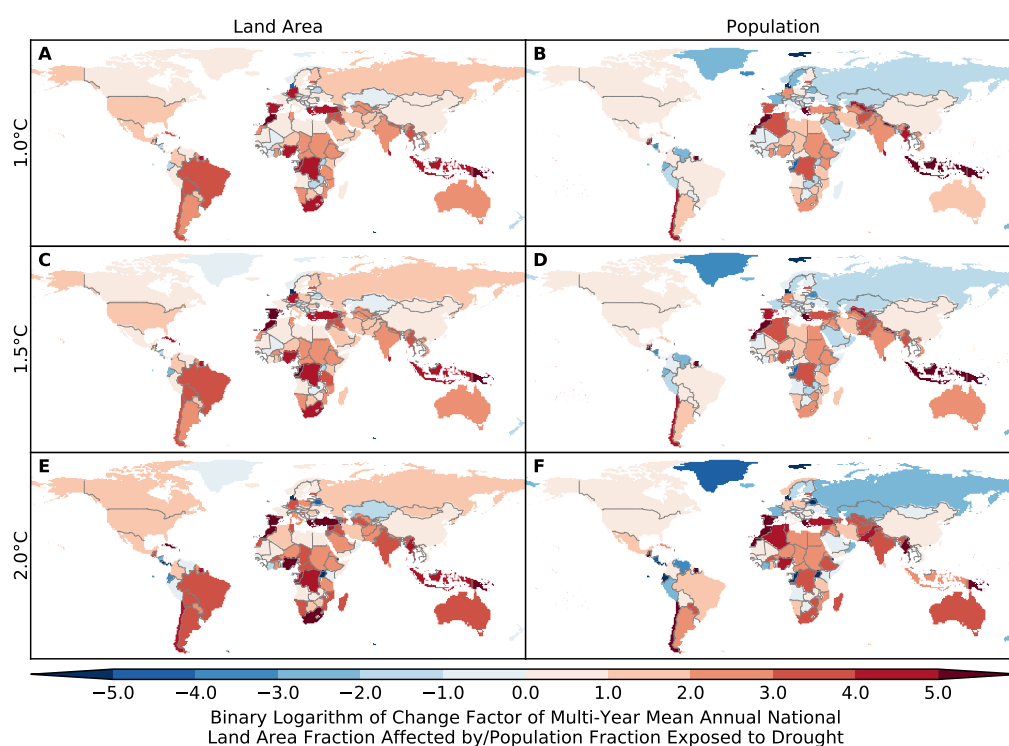 Land Area
Population
A
B
1.0°C
C
D
1.5°C
E
F
2.0°C
−5.0 −4.0 −3.0 −2.0 −1.0 0.0 1.0 2.0 3.0 4.0 5.0
Binary Logarithm of Change Factor of Multi-Year Mean Annual National
Land Area Fraction Affected by/Population Fraction Exposed to Drought